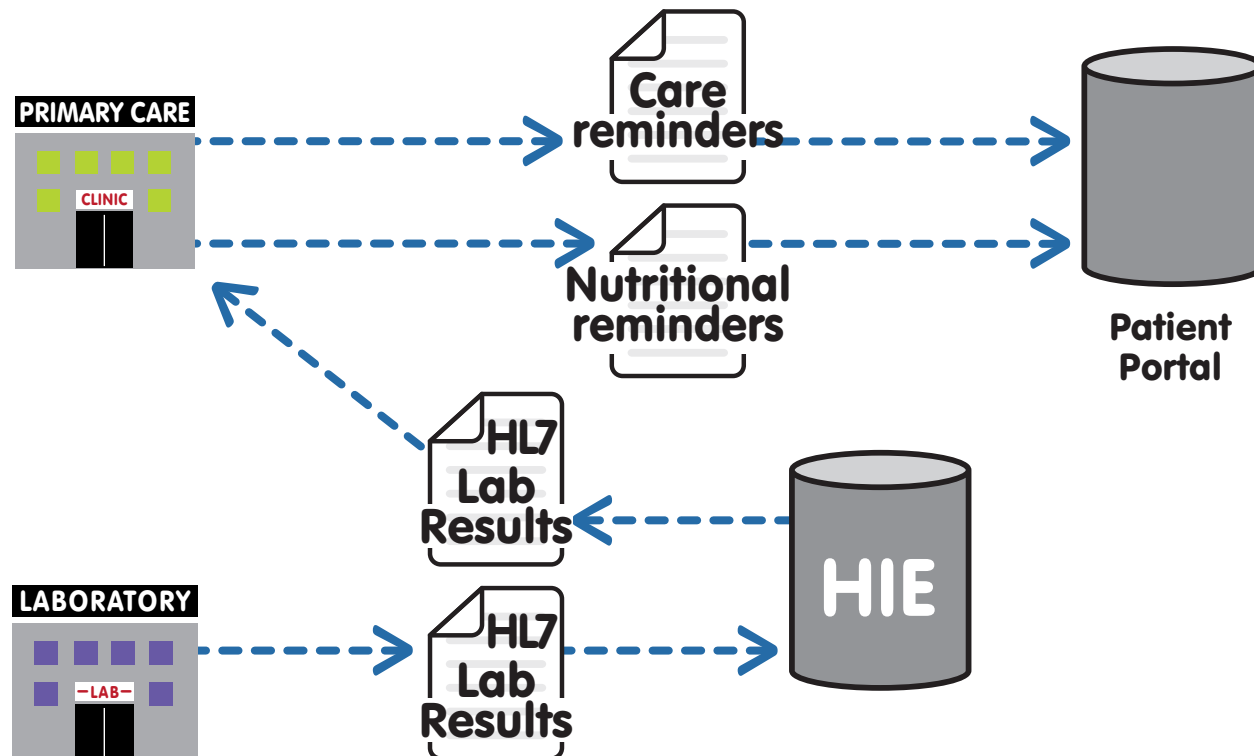 PRIMARY CARE
CLINIC
Care
reminders
Nutritional
reminders
Patient
Portal
HL7
Lab
Results
HIE
LABORATORY
-LAB-
HL7
Lab
Results